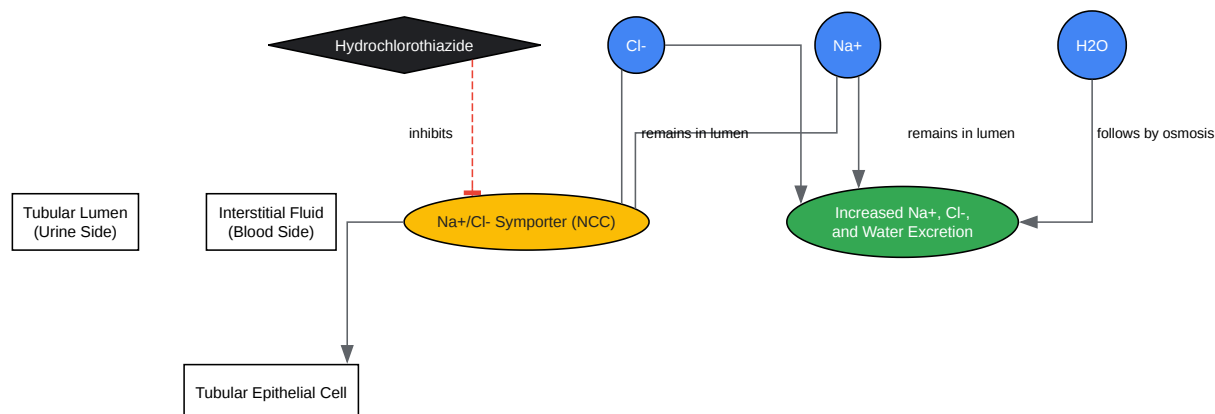 Hydrochlorothiazide
Cl-
Na+
H2O
inhibits
remains in lumen
remains in lumen
follows by osmosis
Tubular Lumen
(Urine Side)
Interstitial Fluid
(Blood Side)
Na+/Cl- Symporter (NCC)
Increased Na+, Cl-,
and Water Excretion
Tubular Epithelial Cell